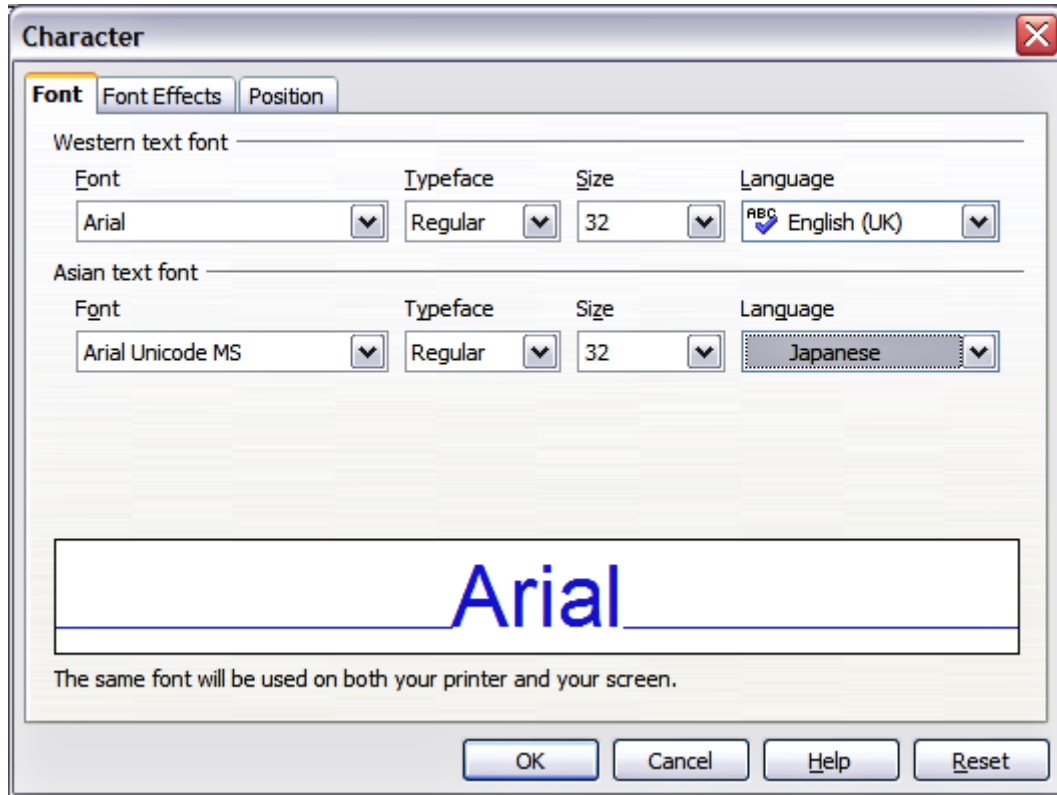 Character
Font Font Effects Position
Western text font
Font Typeface Size Language
Arial Regular 32 ABC English (UK)
Asian text font
Font Typeface Size Language
Arial Unicode MS Regular 32 Japanese
Arial
The same font will be used on both your printer and your screen.
OK Cancel Help Reset